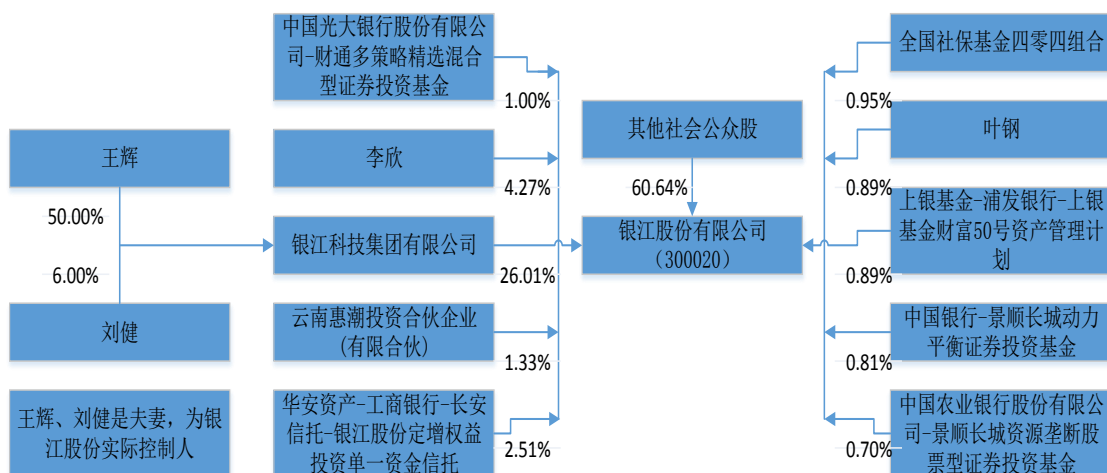 王辉
50.00%
6.00%
刘健
王辉、刘健是夫妻，为银
江股份实际控制人
中国光大银行股份有限公
司-财通多策略精选混合
型证券投资基金
1.00%
李欣
4.27%
银江科技集团有限公司
26.01%
云南惠潮投资合伙企业
(有限合伙)
1.33%
华安资产-工商银行-长安
信托-银江股份定增权益
投资单一资金信托
2.51%
其他社会公众股
60.64%
银江股份有限公司
（300020）
全国社保基金四零四组合
0.95%
叶钢
0.89%
上银基金-浦发银行-上银
基金财富50号资产管理计
划
0.89%
中国银行-景顺长城动力
平衡证券投资基金
0.81%
中国农业银行股份有限公
司-景顺长城资源垄断股
票型证券投资基金
0.70%